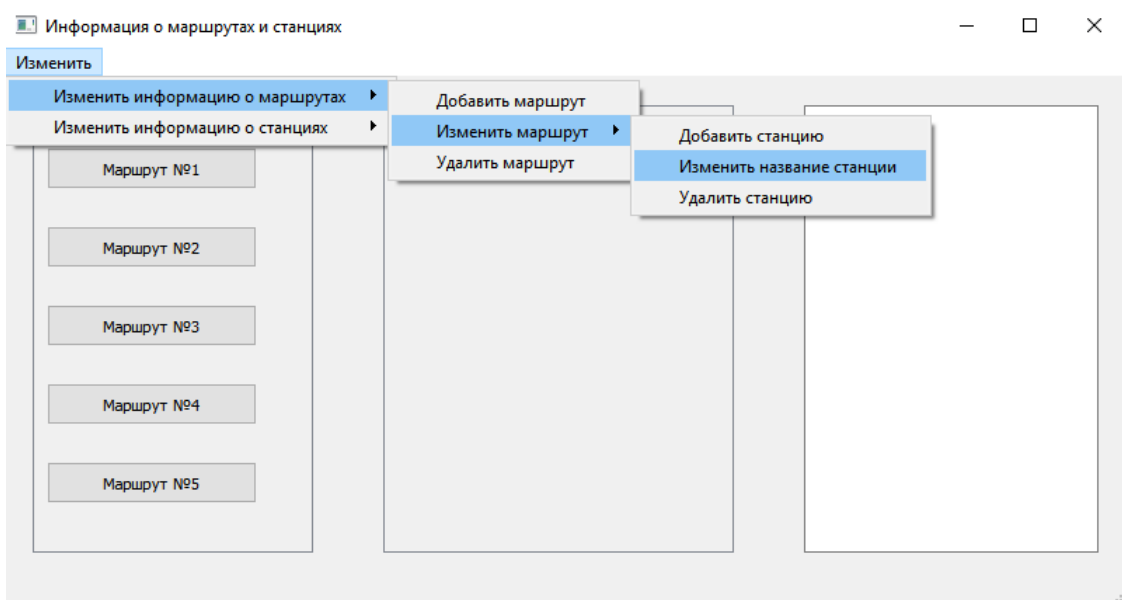 Информация о маршрутах и станциях
Изменить
Изменить информацию о маршрутах
Изменить информацию о станциях
Добавить маршрут
Изменить маршрут
Удалить маршрут
Добавить станцию
Изменить название станции
Удалить станцию
Маршрут №1
Маршрут №2
Маршрут №3
Маршрут №4
Маршрут №5